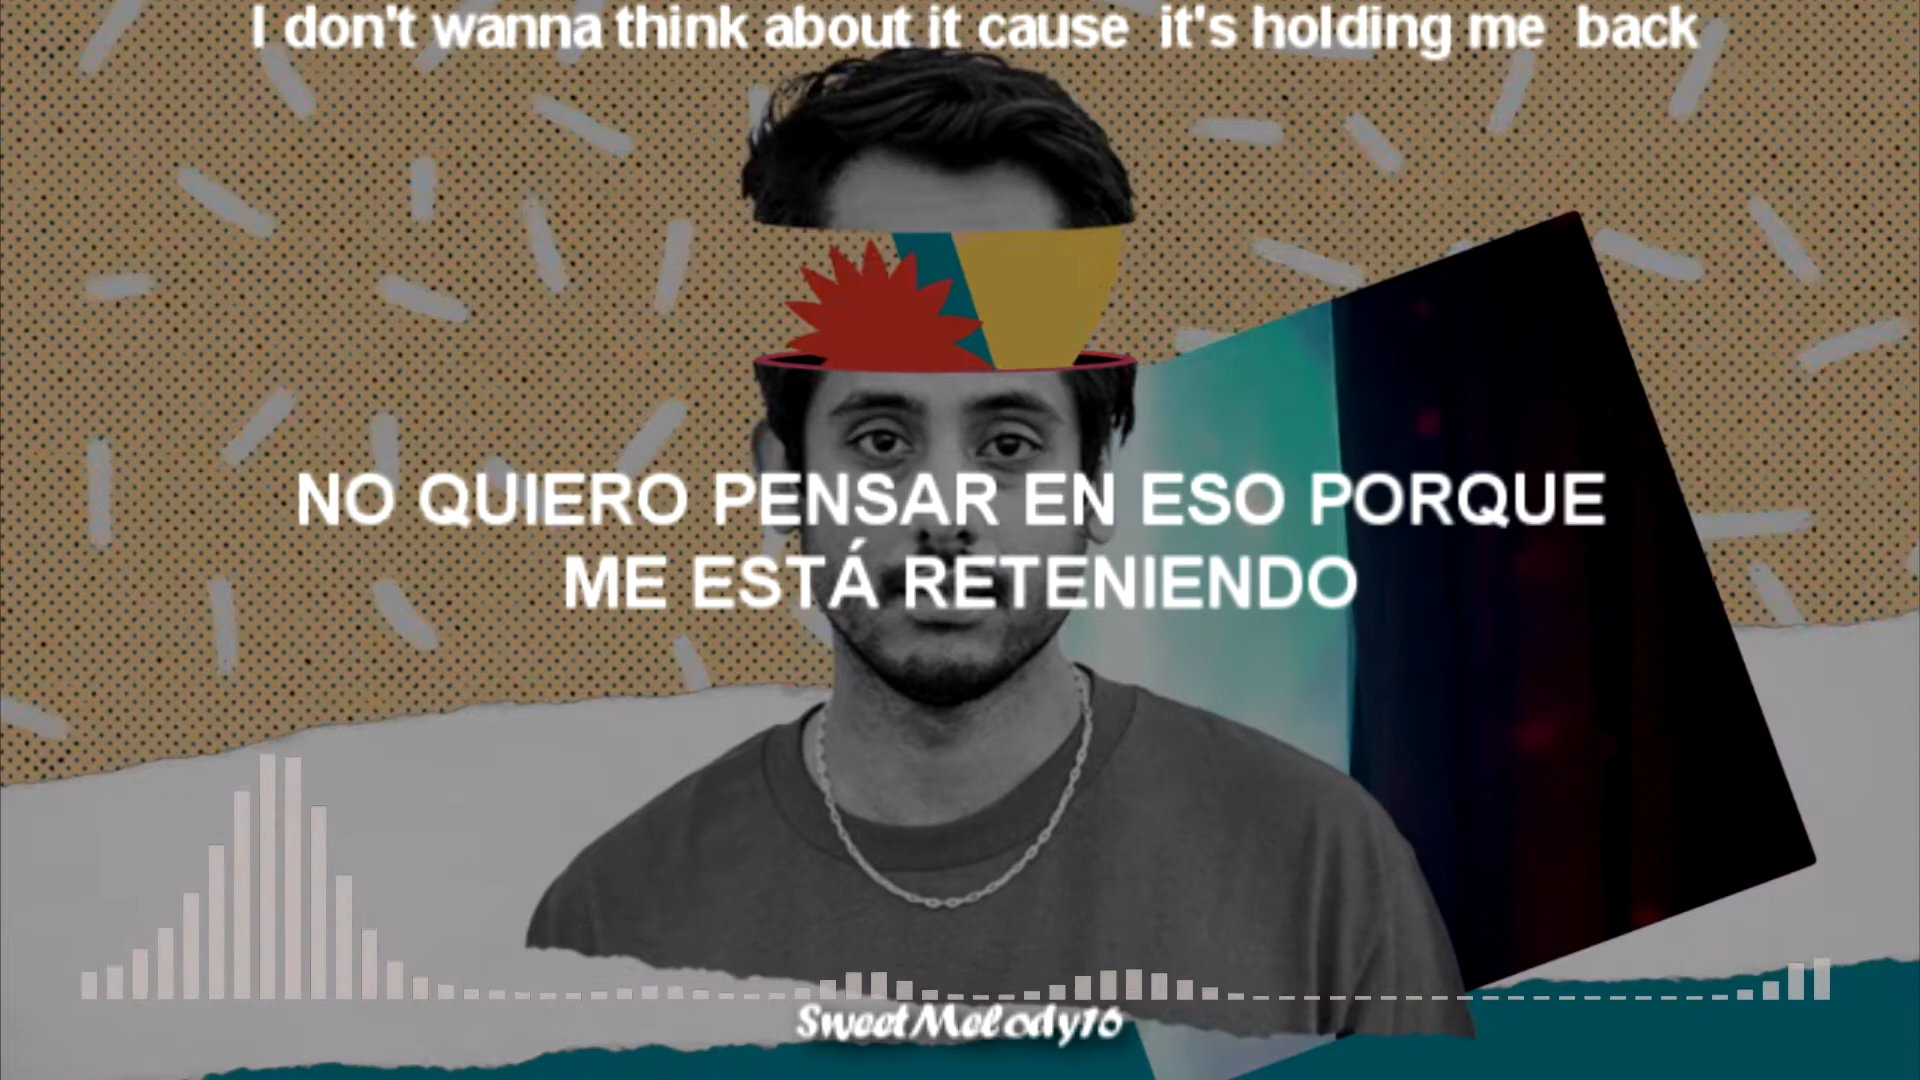 I don't wanna think about it cause it's holding me back
NO QUIERO PENSAR EN ESO PORQUE
ME ESTÁ RETENIENDO
SweetMelody16